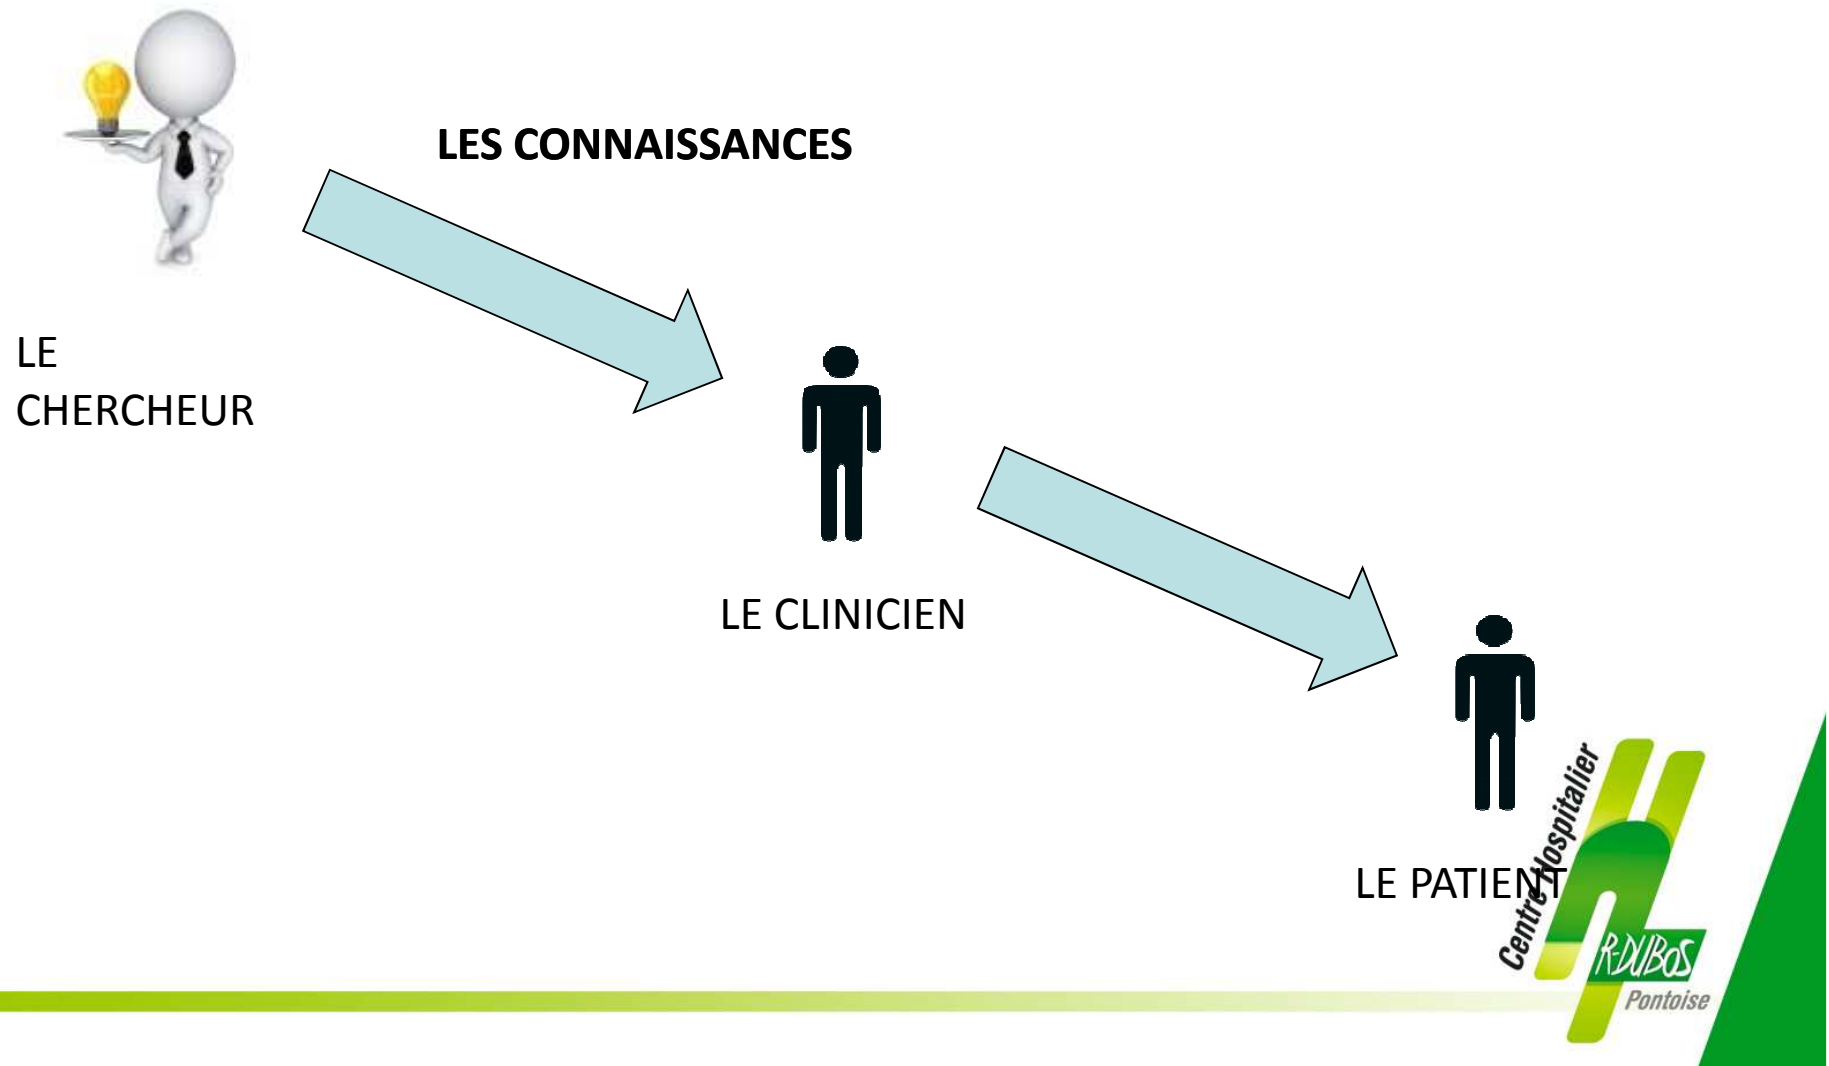 LES CONNAISSANCES
LE
CHERCHEUR
LE CLINICIEN
LE PATIENT
Centre Hospitalier
R-DUBOS
Pontoise